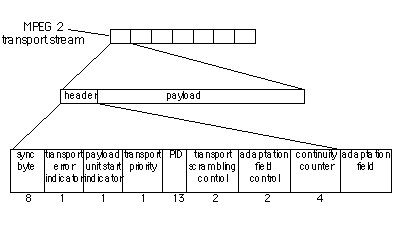 MPEG 2
transport stream
header
payload
sync
byte
transport
error
indicator
payload
unit start
indicator
transport
priority
PID
transport
scrambling
control
adaptation
field
control
continuity
counter
adaptation
field
8
1
1
1
13
2
2
4